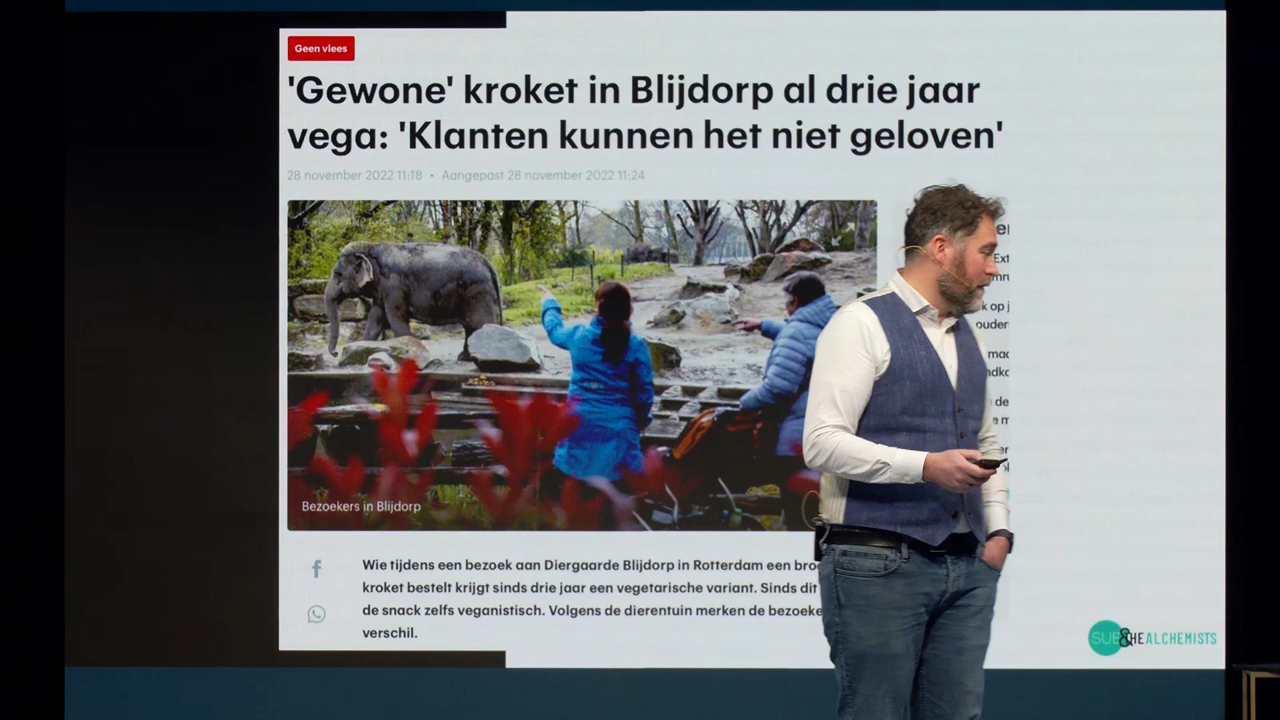 Geen vlees
'Gewone' kroket in Blijdorp al drie jaar
vega: 'Klanten kunnen het niet geloven'
28 november 2022 11:18 • Aangepast 28 november 2022 11:24
Bezoekers in Blijdorp
Wie tijdens een bezoek aan Diergaarde Blijdorp in Rotterdam een
kroket bestelt krijgt sinds drie jaar een vegetarische variant. Sinds dit
de snack zelfs veganistisch. Volgens de dierentuin merken de
verschil.
k op j
SUE&THE ALCHEMISTS